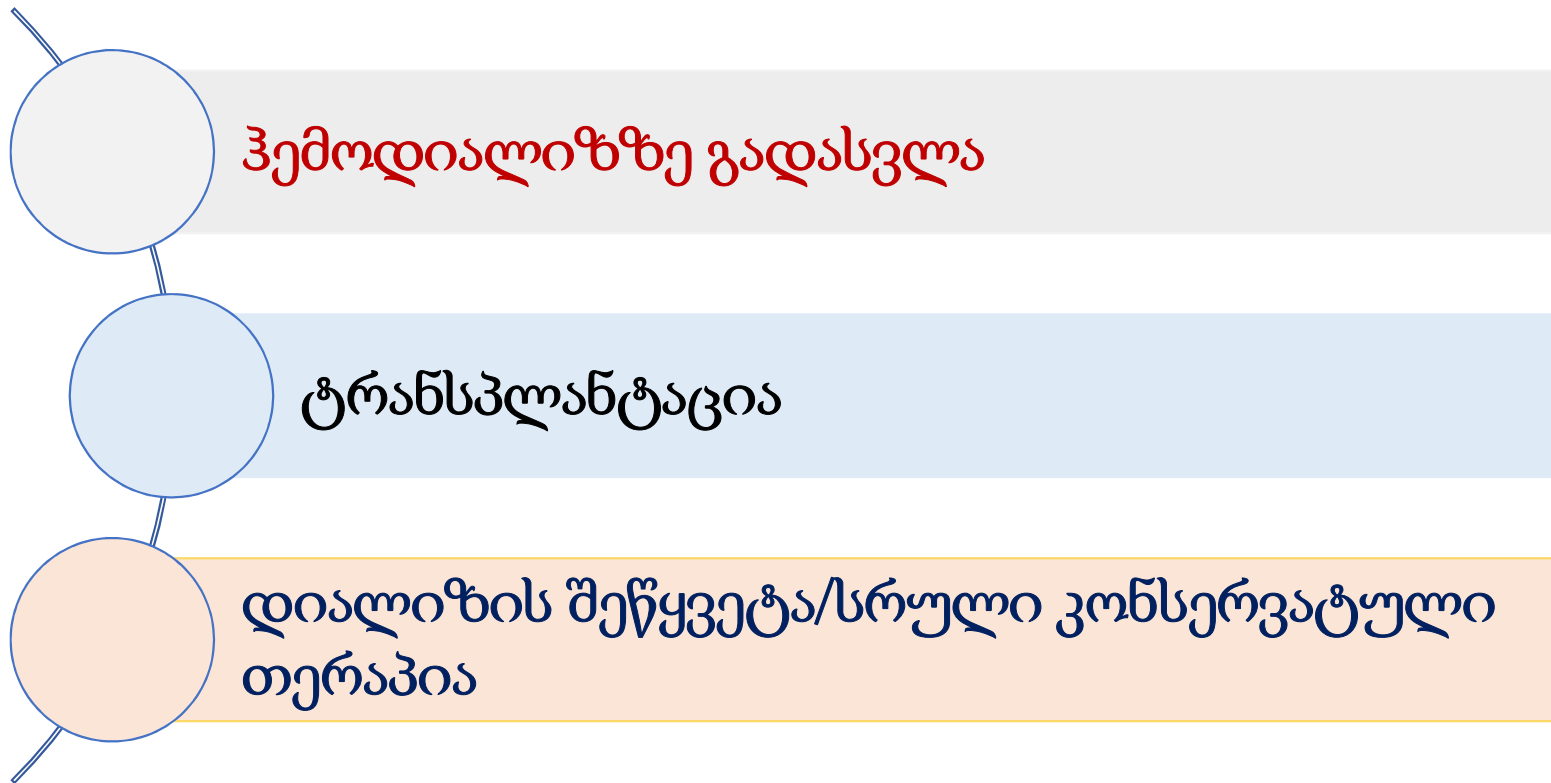 ჰემოდიალიზზე გადასვლა
ტრანსპლანტაცია
დიალიზის შეწყვეტა/სრული კონსერვატული
თერაპია